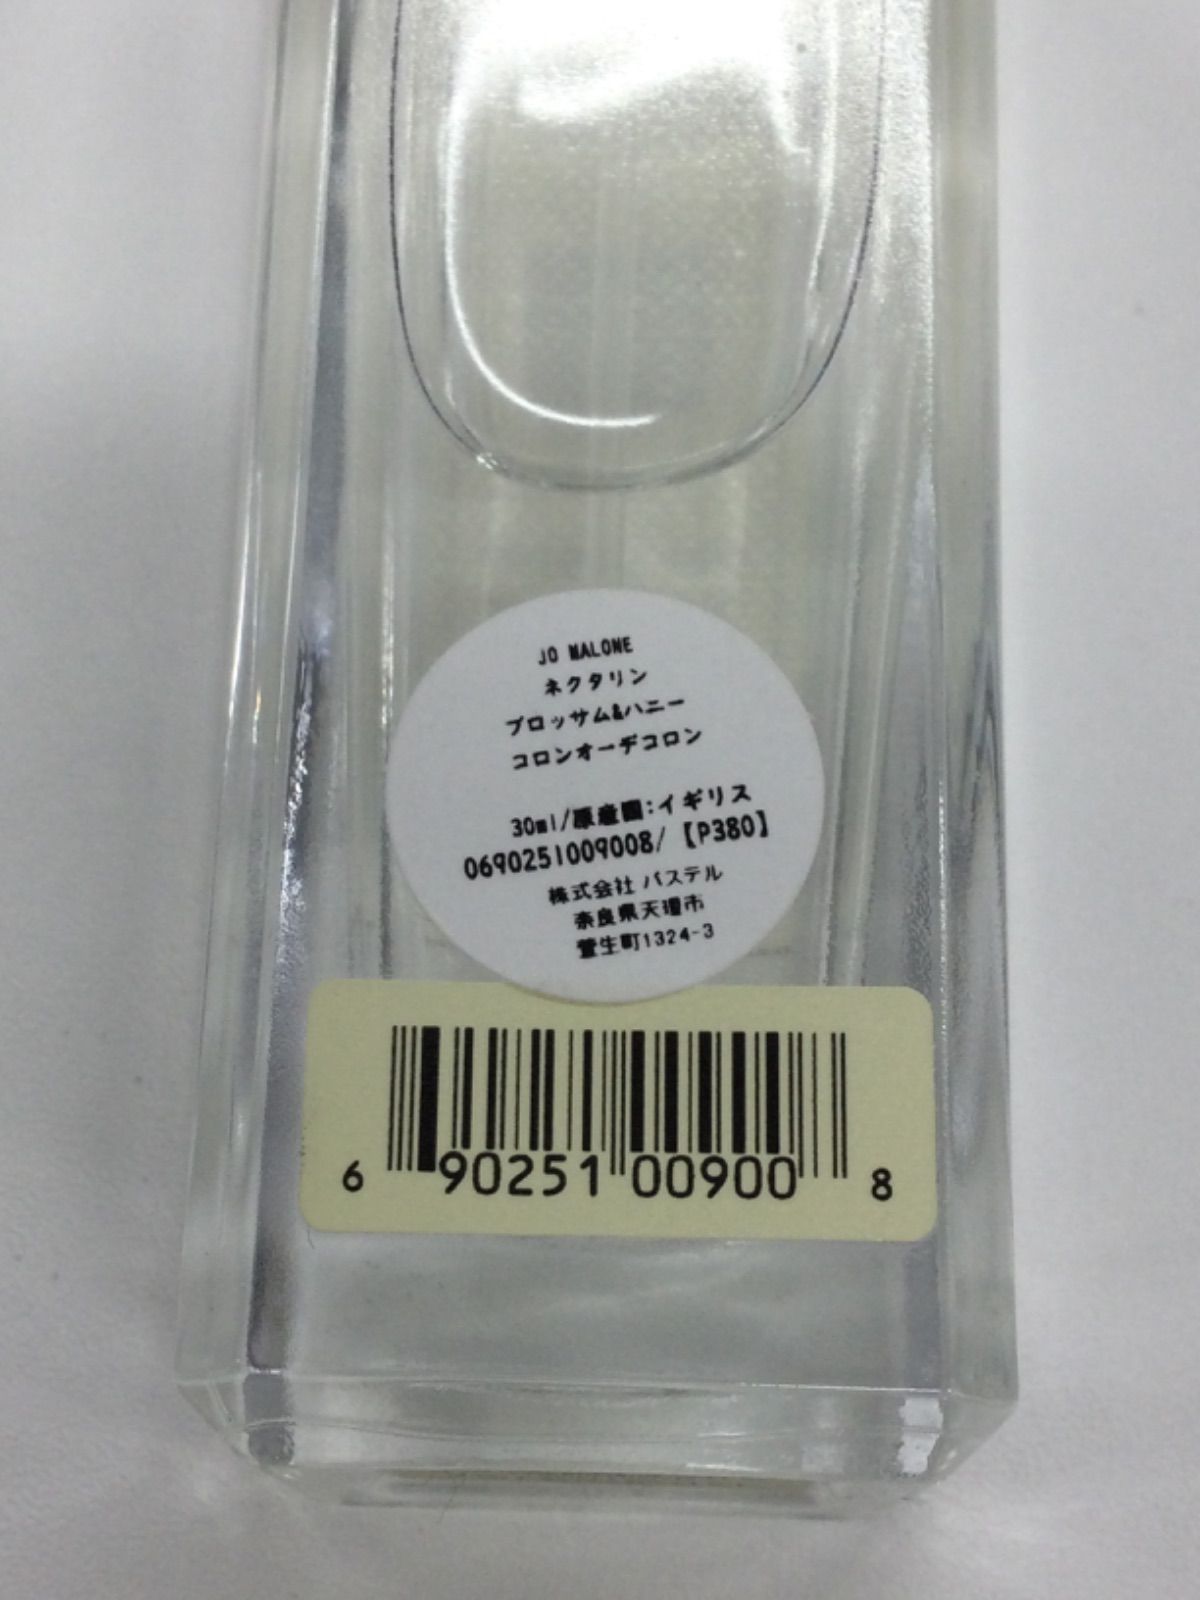 JO MALONE
ネクタリン
ブロッサム&ハニー
コロンオーデコロン
30ml/原産国:イギリス
0690251009008/【P380】
株式会社 パステル
奈良県天理市
萱生町1324-3
6 90251 00900 8